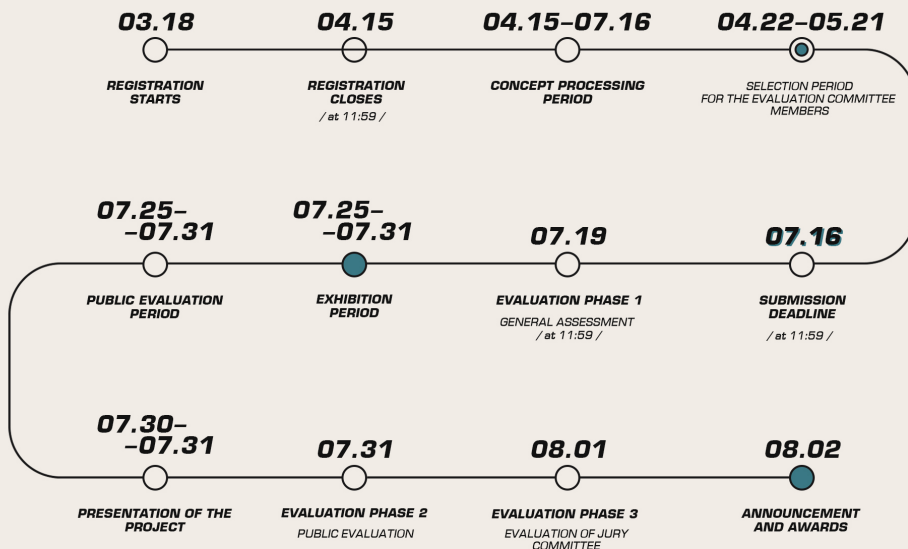 03.18
REGISTRATION
STARTS
04.15
REGISTRATION
CLOSES
/ at 11:59 /
04.15–07.16
CONCEPT PROCESSING
PERIOD
04.22–05.21
SELECTION PERIOD
FOR THE EVALUATION COMMITTEE
MEMBERS
07.25–
–07.31
PUBLIC EVALUATION
PERIOD
07.25–
–07.31
EXHIBITION
PERIOD
07.19
EVALUATION PHASE 1
GENERAL ASSESSMENT
/ at 11:59 /
07.16
SUBMISSION
DEADLINE
/ at 11:59 /
07.30–
–07.31
PRESENTATION OF THE
PROJECT
07.31
EVALUATION PHASE 2
PUBLIC EVALUATION
08.01
EVALUATION PHASE 3
EVALUATION OF JURY
COMMITTEE
08.02
ANNOUNCEMENT
AND AWARDS